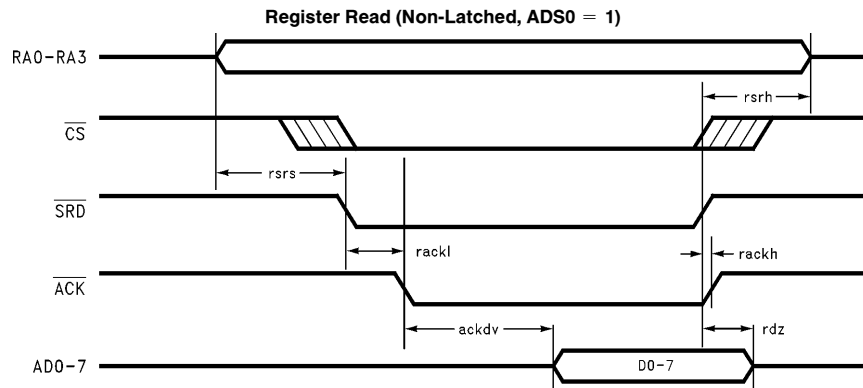 Register Read (Non-Latched, ADS0 = 1)
RA0-RA3
rsrh
CS
rsrs
SRD
rackl
rackh
ACK
ackdv
rdz
AD0-7
D0-7